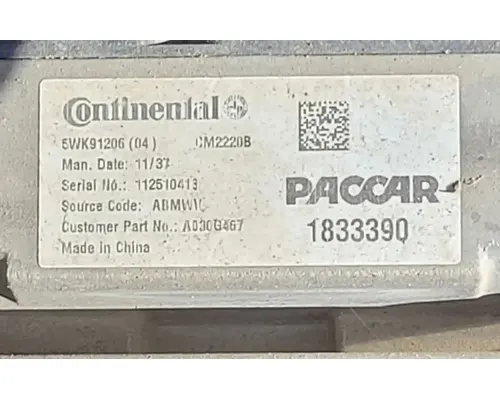 Continental
5WK91206 (04) CM2220B
Man. Date: 11/37
Serial No.: 112510413
Source Code:
Customer Part No.: A030G467
Made in China
PACCAR
1833390